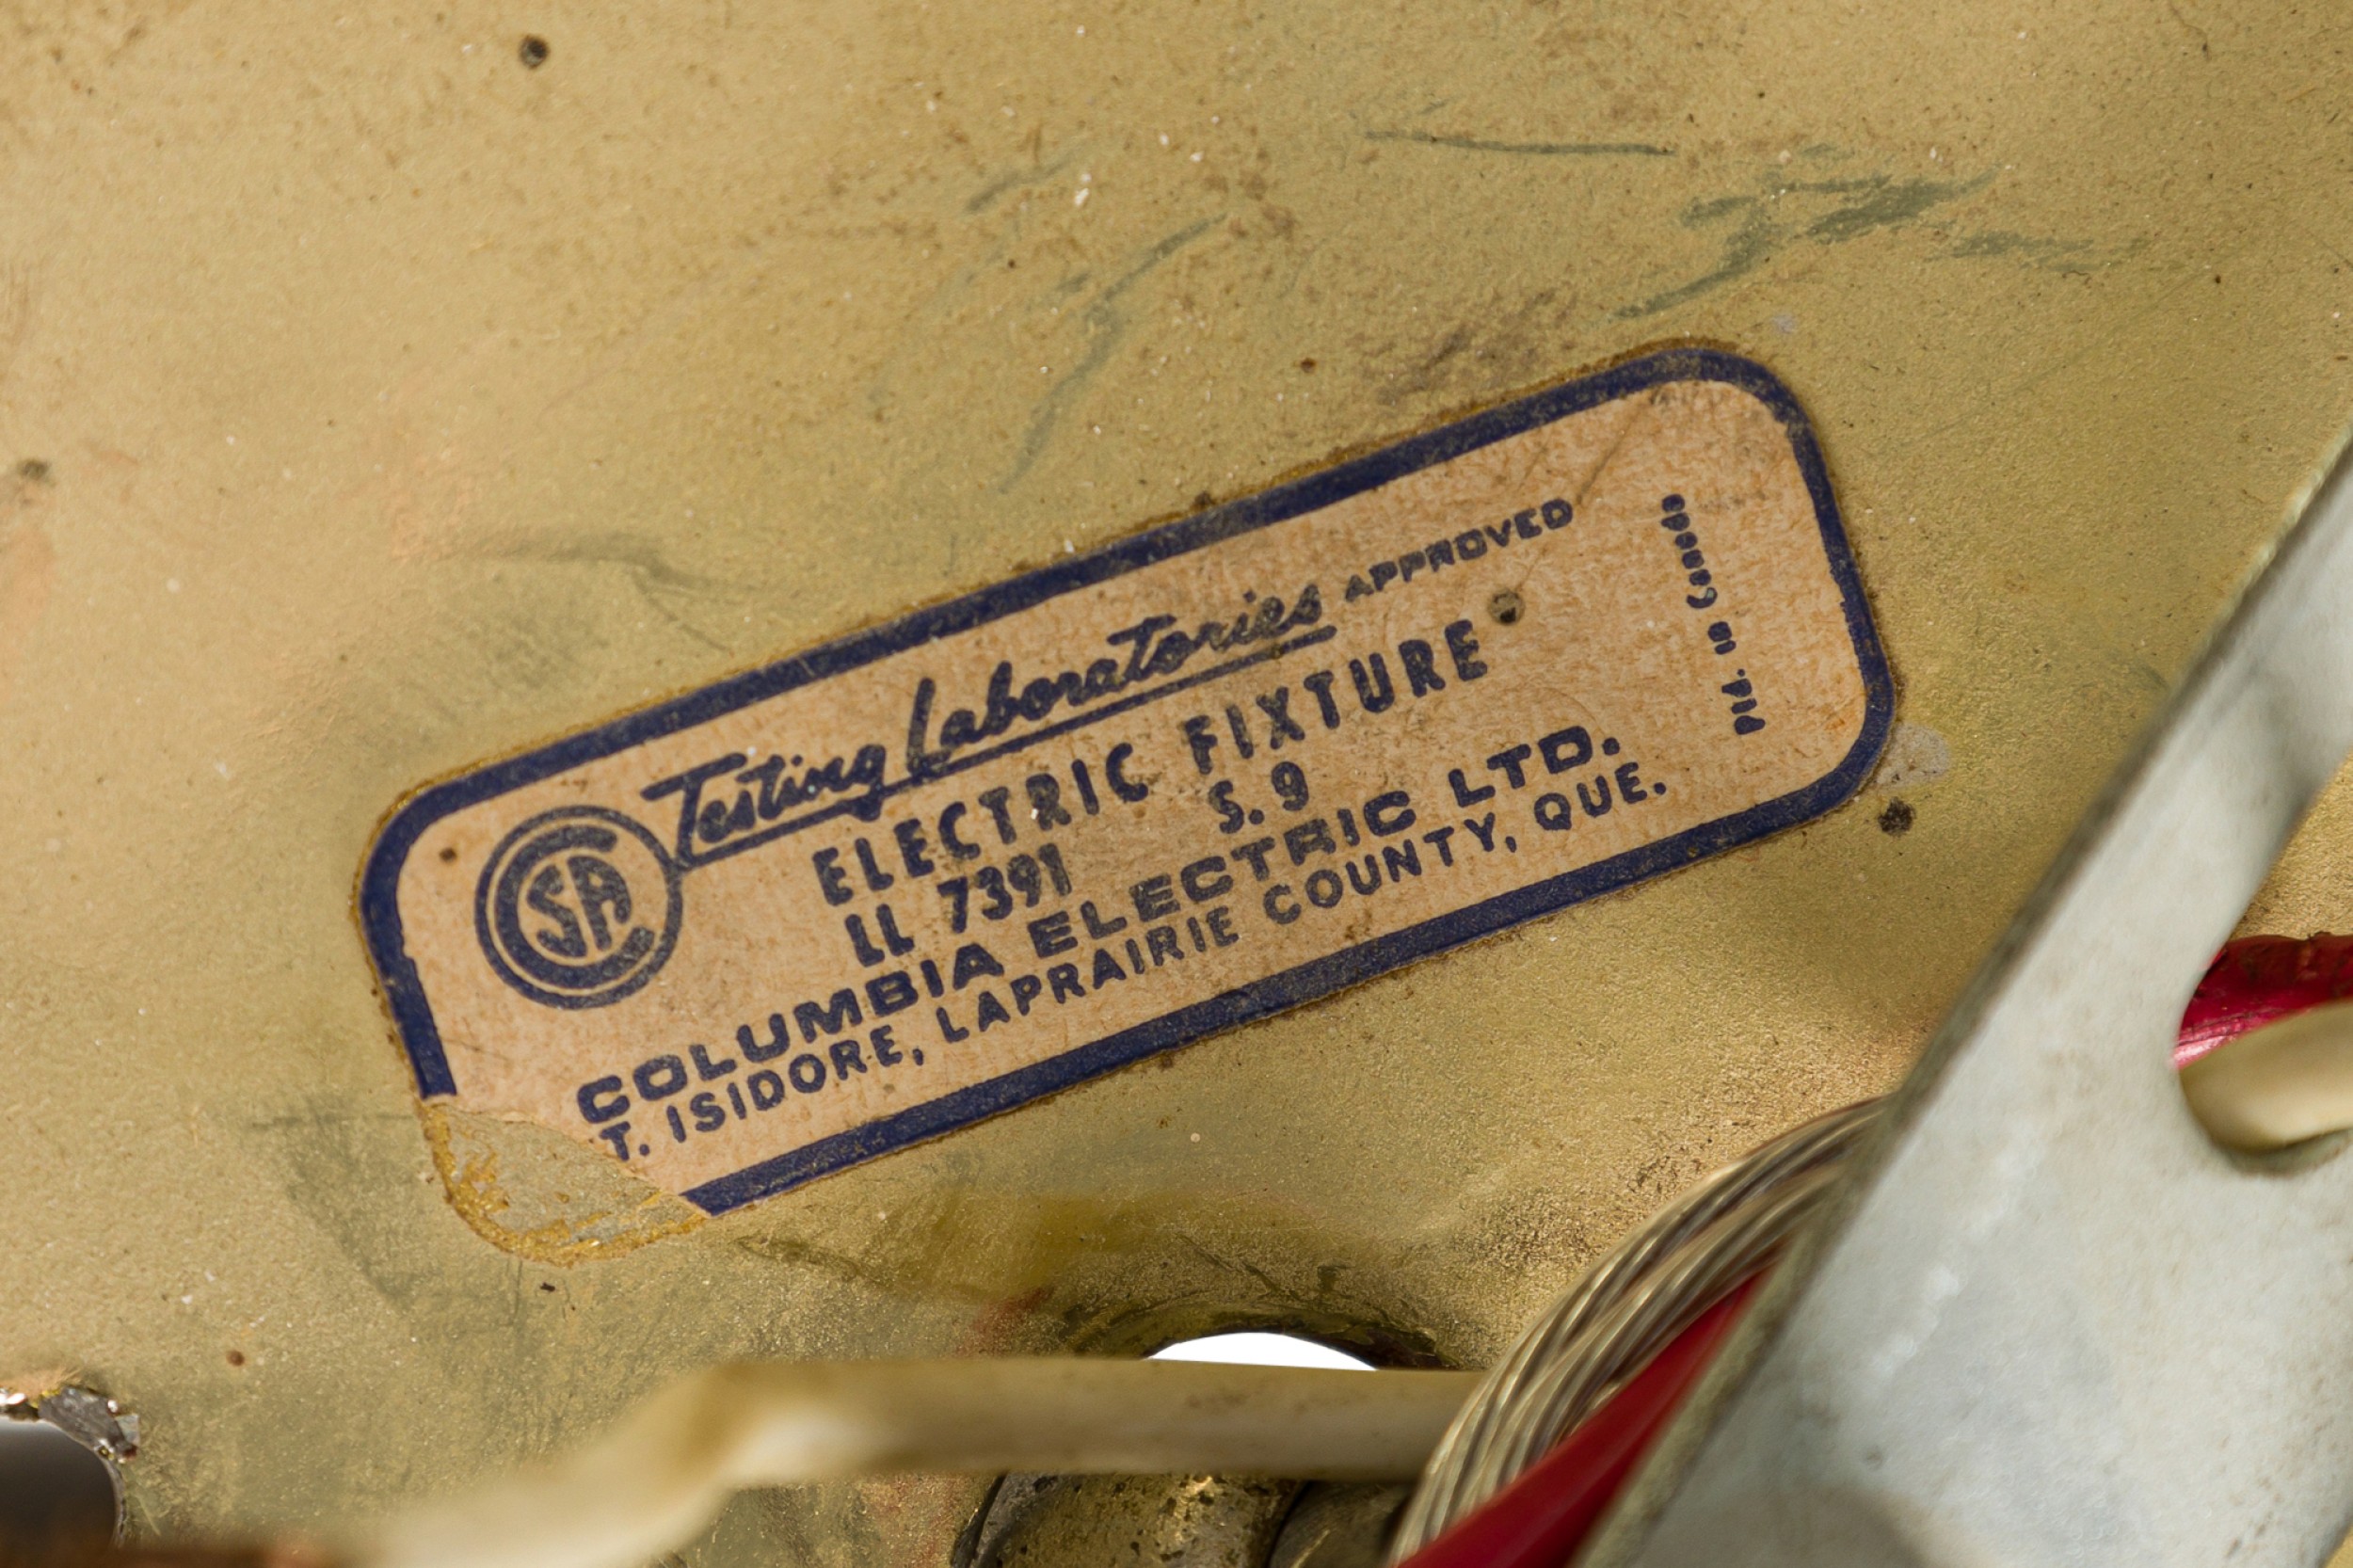 CSA Testing Laboratories APPROVED
ELECTRIC FIXTURE
LL 7391 S. 9
COLUMBIA ELECTRIC LTD.
T. ISIDORE, LAPRAIRIE COUNTY, QUE.
Ptd. in Canada